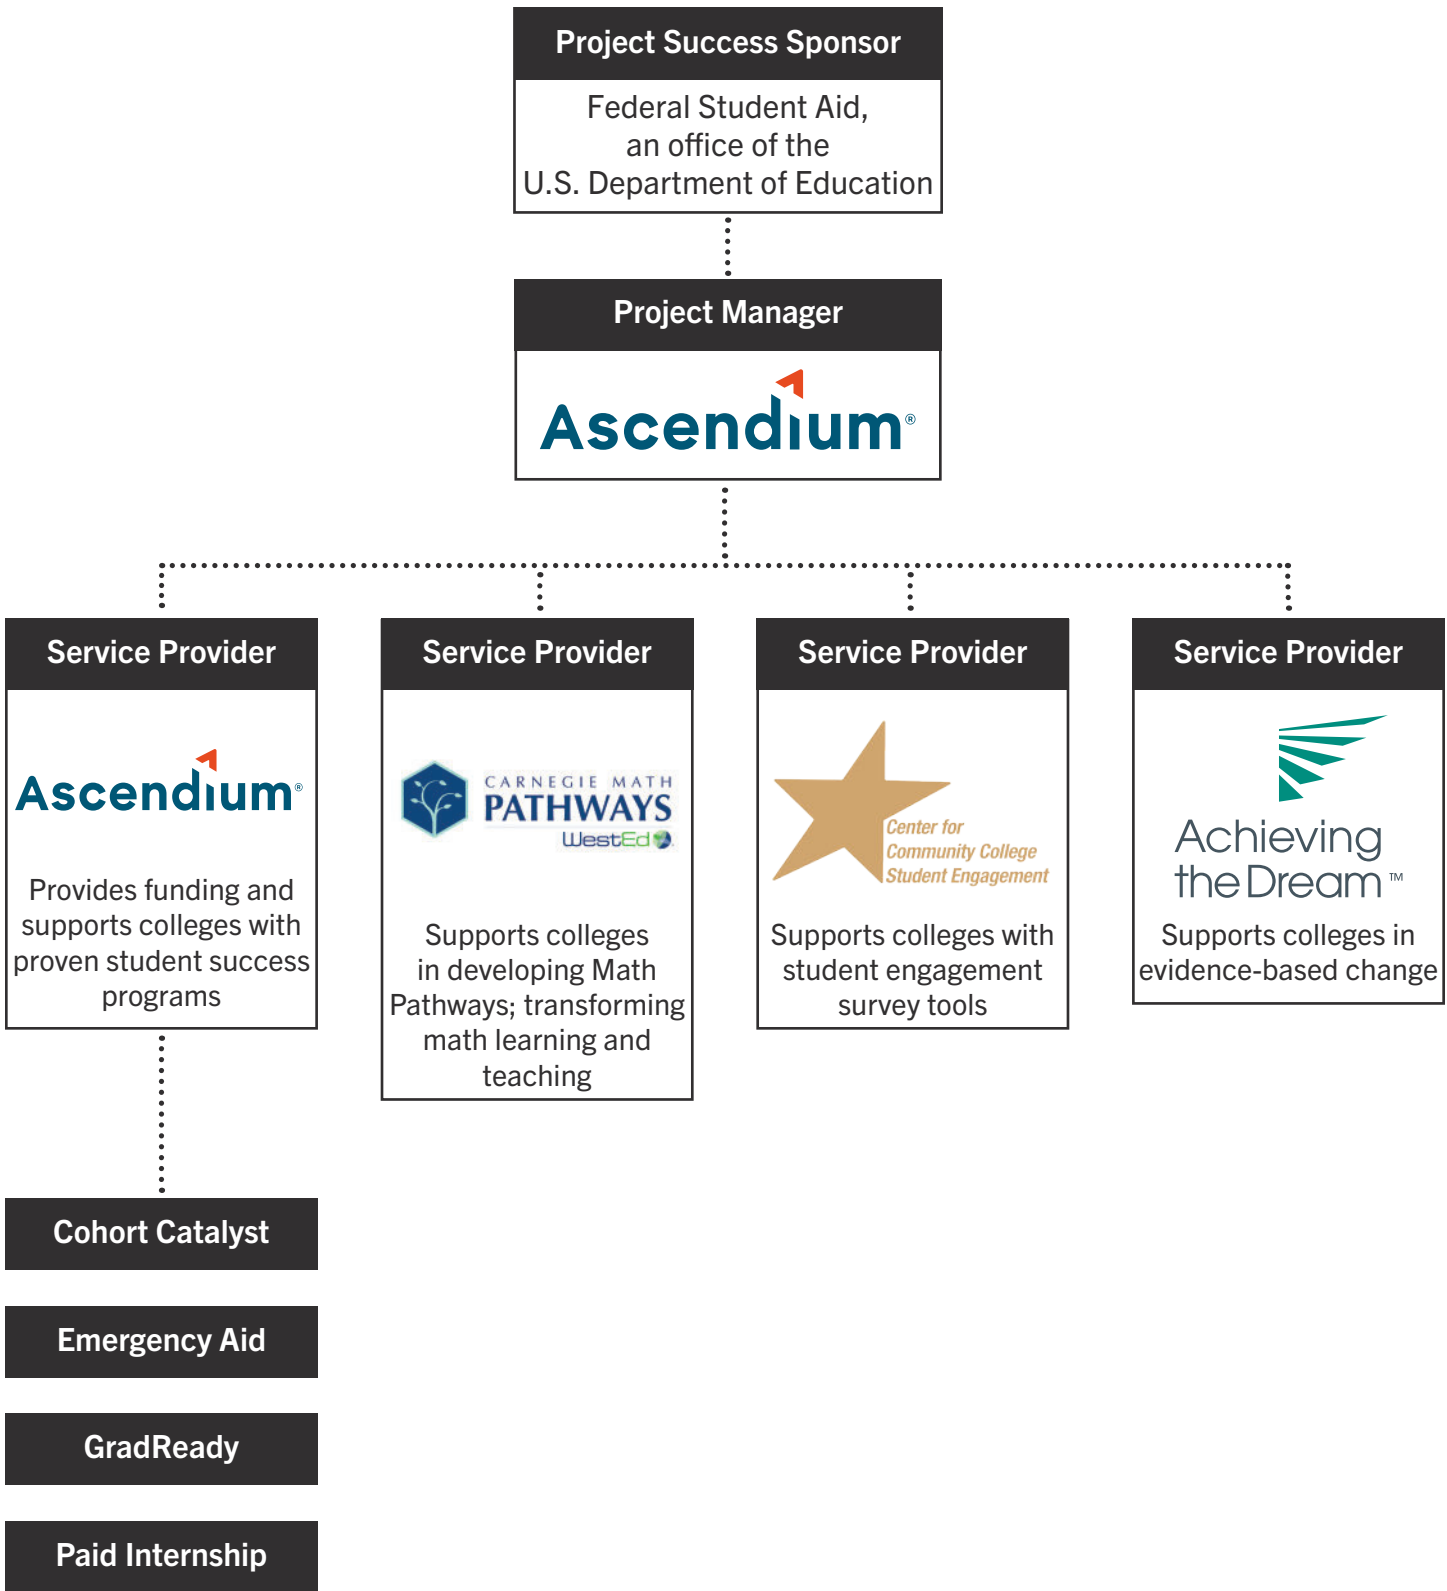 Project Success Sponsor
Federal Student Aid,
an office of the
U.S. Department of Education
Project Manager
Ascendium®
Service Provider
Ascendium®
Provides funding and
supports colleges with
proven student success
programs
Service Provider
CARNEGIE MATH
PATHWAYS
WestEd
Supports colleges
in developing Math
Pathways; transforming
math learning and
teaching
Service Provider
Center for
Community College
Student Engagement
Supports colleges with
student engagement
survey tools
Service Provider
Achieving
the Dream™
Supports colleges in
evidence-based change
Cohort Catalyst
Emergency Aid
GradReady
Paid Internship